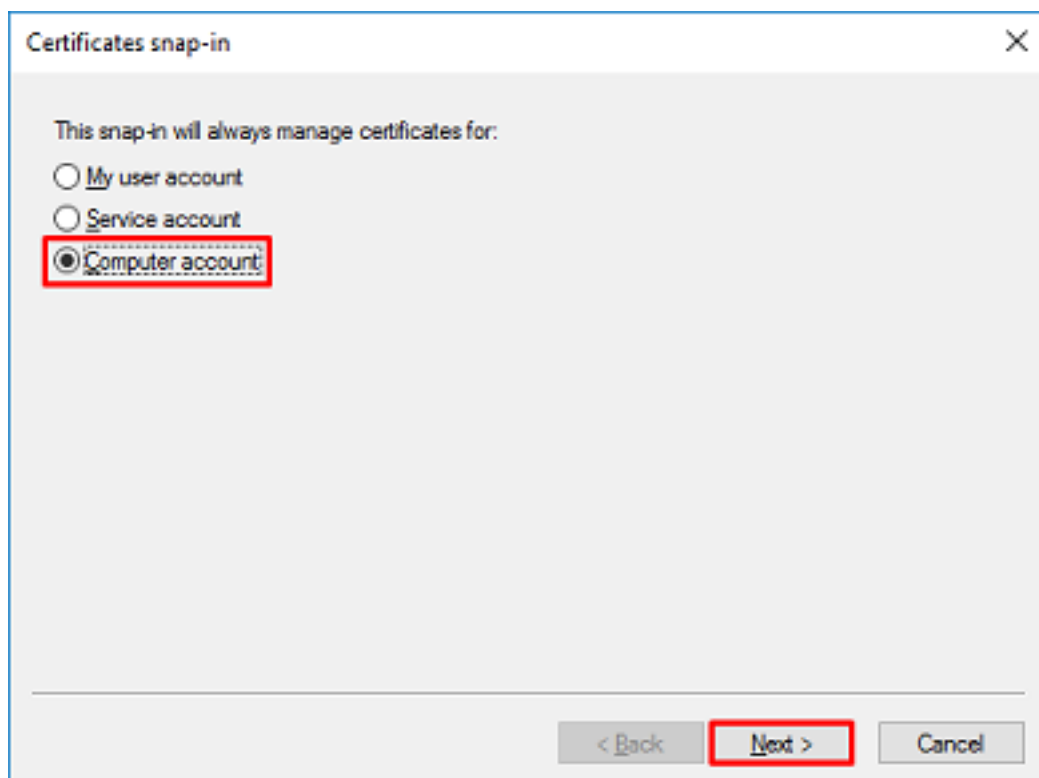 Certificates snap-in
This snap-in will always manage certificates for:
My user account
Service account
Computer account
< Back Next > Cancel